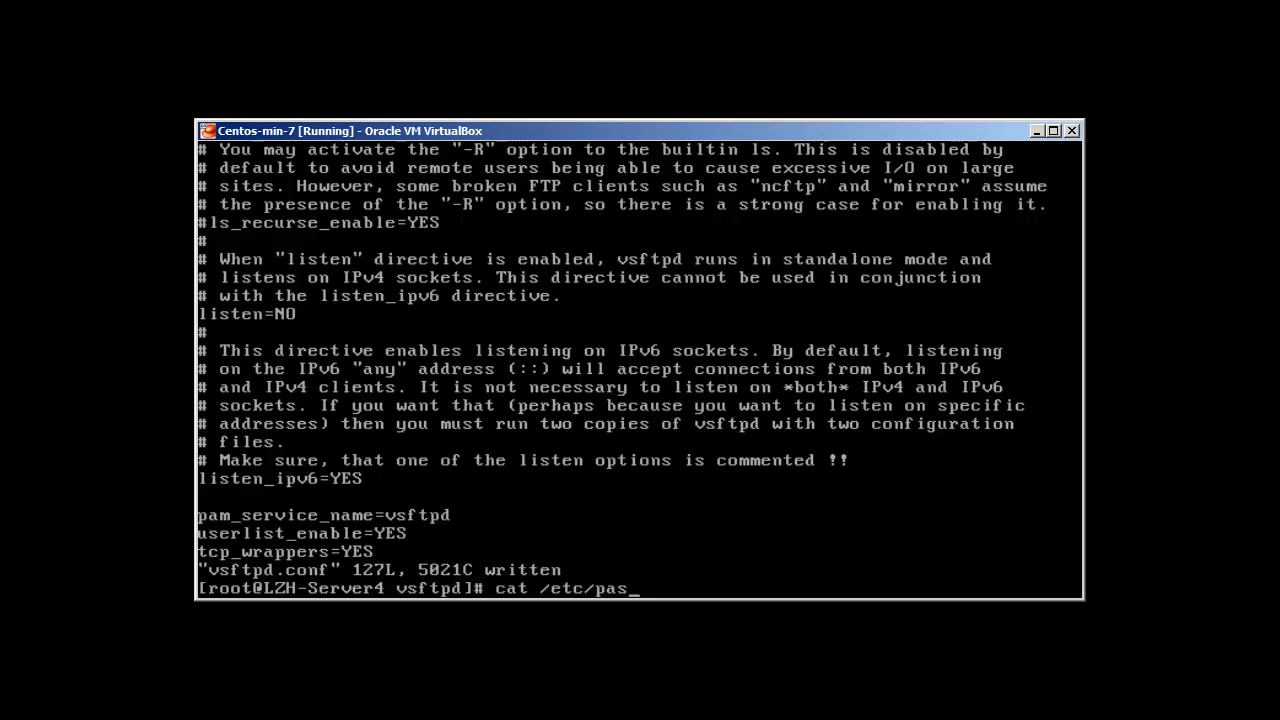 Centos-min-7 [Running] - Oracle VM VirtualBox
# You may activate the "-R" option to the builtin ls. This is disabled by
# default to avoid remote users being able to cause excessive I/O on large
# sites. However, some broken FTP clients such as "ncftp" and "mirror" assume
# the presence of the "-R" option, so there is a strong case for enabling it.
#ls_recurse_enable=YES
#
# When "listen" directive is enabled, vsftpd runs in standalone mode and
# listens on IPv4 sockets. This directive cannot be used in conjunction
# with the listen_ipv6 directive.
listen=NO
#
# This directive enables listening on IPv6 sockets. By default, listening
# on the IPv6 "any" address (::) will accept connections from both IPv6
# and IPv4 clients. It is not necessary to listen on *both* IPv4 and IPv6
# sockets. If you want that (perhaps because you want to listen on specific
# addresses) then you must run two copies of vsftpd with two configuration
# files.
# Make sure, that one of the listen options is commented !!
listen_ipv6=YES
pam_service_name=vsftpd
userlist_enable=YES
tcp_wrappers=YES
"vsftpd.conf" 127L, 5021C written
[root@LZH-Server4 vsftpd]# cat /etc/pas_